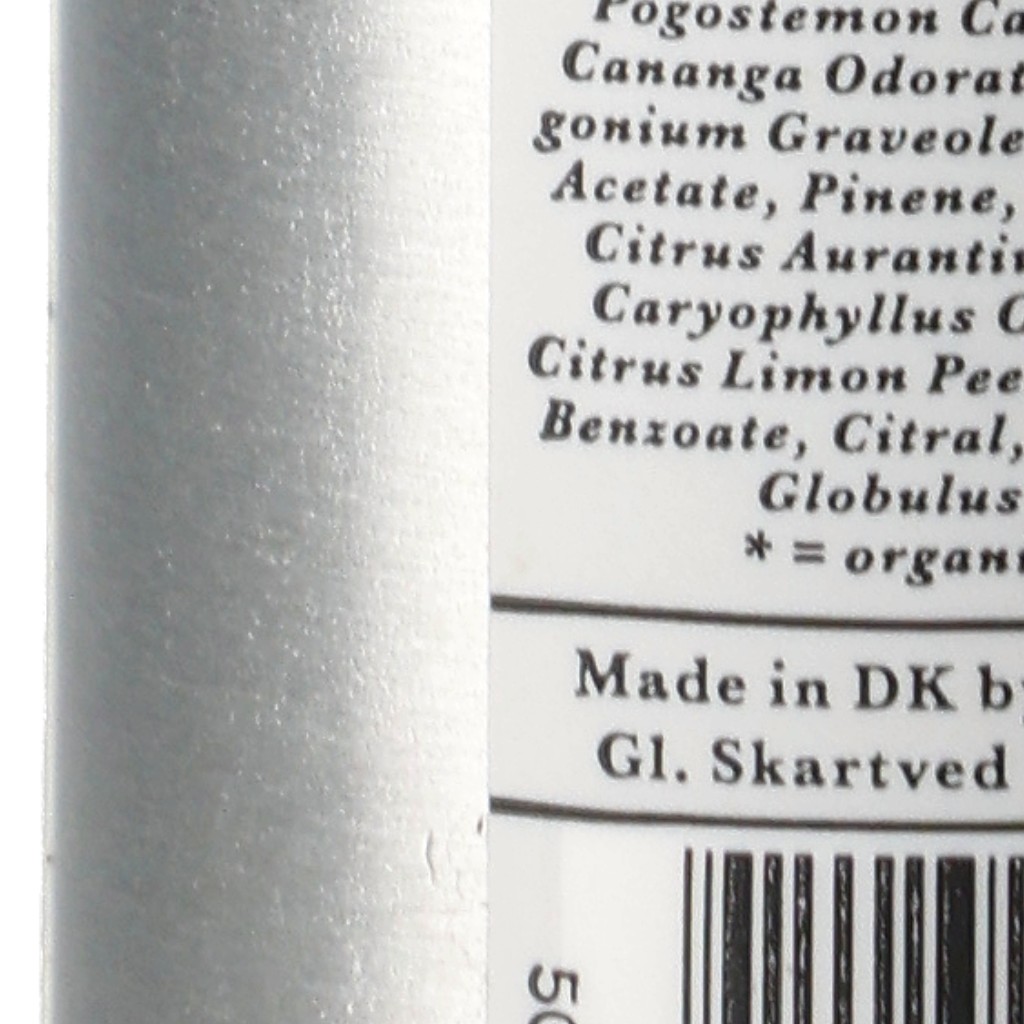 Pogostemon Ca
Cananga Odorat
gonium Graveole
Acetate, Pinene,
Citrus Auranti
Caryophyllus C
Citrus Limon Pee
Benzoate, Citral,
Globulus
* = organ
Made in DK b
Gl. Skartved
50